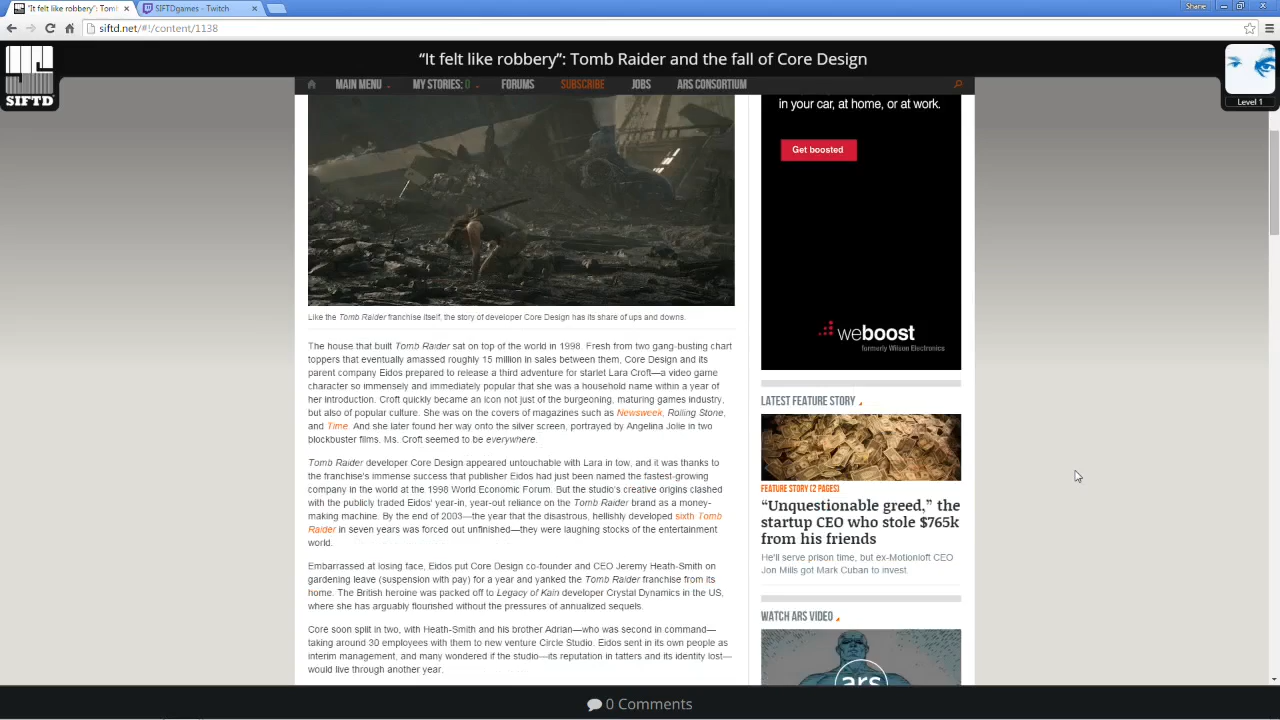 "It felt like robbery": Tomb
SIFTDgames - Twitch
Shane
siftd.net/#!/content/1138
"It felt like robbery": Tomb Raider and the fall of Core Design
SIFTD
Level 1
MAIN MENU
MY STORIES: 0
FORUMS
SUBSCRIBE
JOBS
ARS CONSORTIUM
in your car, at home, or at work.
Get boosted
weboost
formerly Wilson Electronics
Like the Tomb Raider franchise itself, the story of developer Core Design has its share of ups and downs.
The house that built Tomb Raider sat on top of the world in 1998. Fresh from two gang-busting chart
toppers that eventually amassed roughly 15 million in sales between them, Core Design and its
parent company Eidos prepared to release a third adventure for starlet Lara Croft—a video game
character so immensely and immediately popular that she was a household name within a year of
her introduction. Croft quickly became an icon not just of the burgeoning, maturing games industry,
but also of popular culture. She was on the covers of magazines such as Newsweek, Rolling Stone,
and Time. And she later found her way onto the silver screen, portrayed by Angelina Jolie in two
blockbuster films. Ms. Croft seemed to be everywhere.
Tomb Raider developer Core Design appeared untouchable with Lara in tow, and it was thanks to
the franchise's immense success that publisher Eidos had just been named the fastest-growing
company in the world at the 1998 World Economic Forum. But the studio's creative origins clashed
with the publicly traded Eidos' year-in, year-out reliance on the Tomb Raider brand as a money-
making machine. By the end of 2003—the year that the disastrous, hellishly developed sixth Tomb
Raider in seven years was forced out unfinished—they were laughing stocks of the entertainment
world.
Embarrassed at losing face, Eidos put Core Design co-founder and CEO Jeremy Heath-Smith on
gardening leave (suspension with pay) for a year and yanked the Tomb Raider franchise from its
home. The British heroine was packed off to Legacy of Kain developer Crystal Dynamics in the US,
where she has arguably flourished without the pressures of annualized sequels.
Core soon split in two, with Heath-Smith and his brother Adrian—who was second in command—
taking around 30 employees with them to new venture Circle Studio. Eidos sent in its own people as
interim management, and many wondered if the studio—its reputation in tatters and its identity lost—
would live through another year.
LATEST FEATURE STORY
FEATURE STORY (2 PAGES)
"Unquestionable greed," the
startup CEO who stole $765k
from his friends
He'll serve prison time, but ex-Motionloft CEO
Jon Mills got Mark Cuban to invest.
WATCH ARS VIDEO
ars
0 Comments